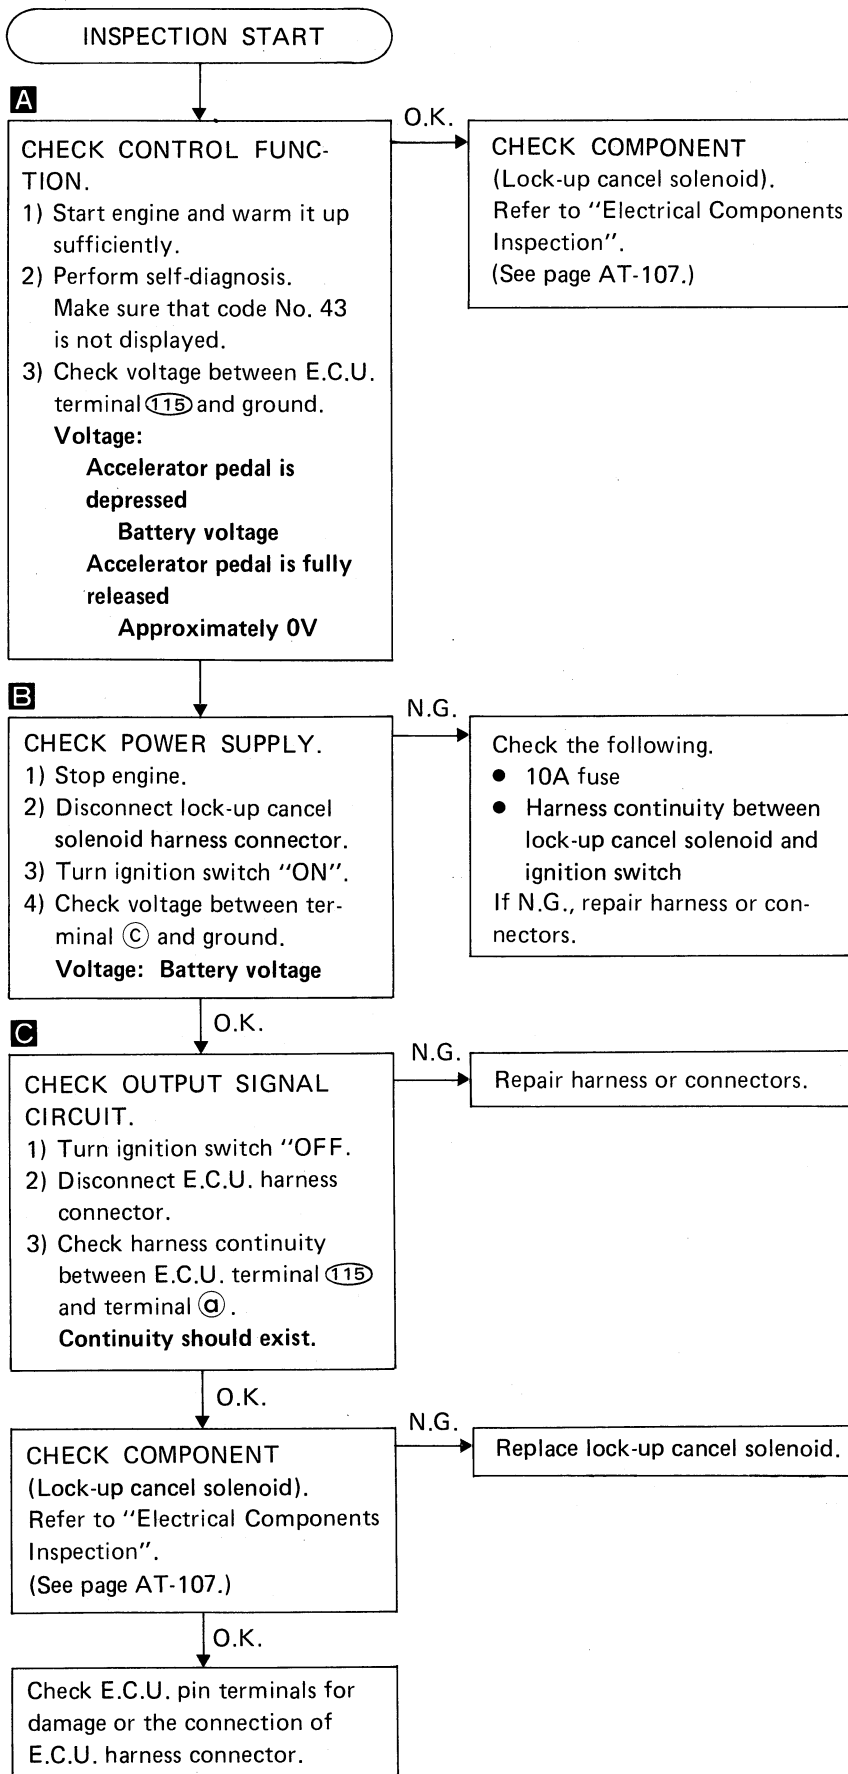 INSPECTION START
A
O.K.
CHECK CONTROL FUNC-
TION.
1) Start engine and warm it up
sufficiently.
2) Perform self-diagnosis.
Make sure that code No. 43
is not displayed.
3) Check voltage between E.C.U.
terminal 115 and ground.
Voltage:
Accelerator pedal is
depressed
Battery voltage
Accelerator pedal is fully
released
Approximately 0V
CHECK COMPONENT
(Lock-up cancel solenoid).
Refer to "Electrical Components
Inspection".
(See page AT-107.)
B
N.G.
CHECK POWER SUPPLY.
1) Stop engine.
2) Disconnect lock-up cancel
solenoid harness connector.
3) Turn ignition switch "ON".
4) Check voltage between ter-
minal ⓒ and ground.
Voltage: Battery voltage
Check the following.
● 10A fuse
● Harness continuity between
lock-up cancel solenoid and
ignition switch
If N.G., repair harness or con-
nectors.
O.K.
C
N.G.
CHECK OUTPUT SIGNAL
CIRCUIT.
1) Turn ignition switch "OFF.
2) Disconnect E.C.U. harness
connector.
3) Check harness continuity
between E.C.U. terminal 115
and terminal ⓐ.
Continuity should exist.
Repair harness or connectors.
O.K.
N.G.
CHECK COMPONENT
(Lock-up cancel solenoid).
Refer to "Electrical Components
Inspection".
(See page AT-107.)
Replace lock-up cancel solenoid.
O.K.
Check E.C.U. pin terminals for
damage or the connection of
E.C.U. harness connector.